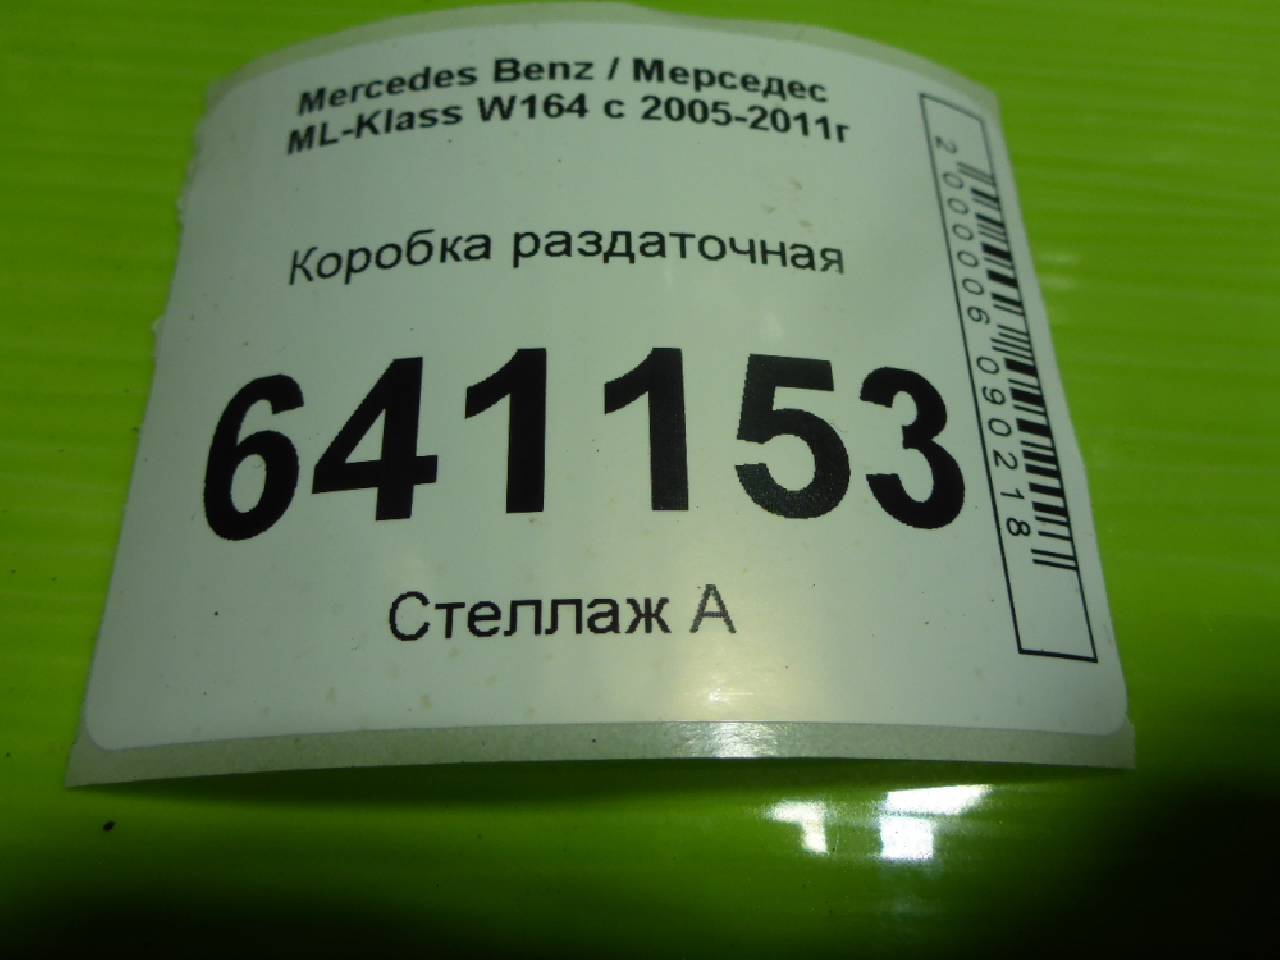 Mercedes Benz / Мерседес
ML-Klass W164 с 2005-2011г
Коробка раздаточная
641153
Стеллаж А
2000006090218